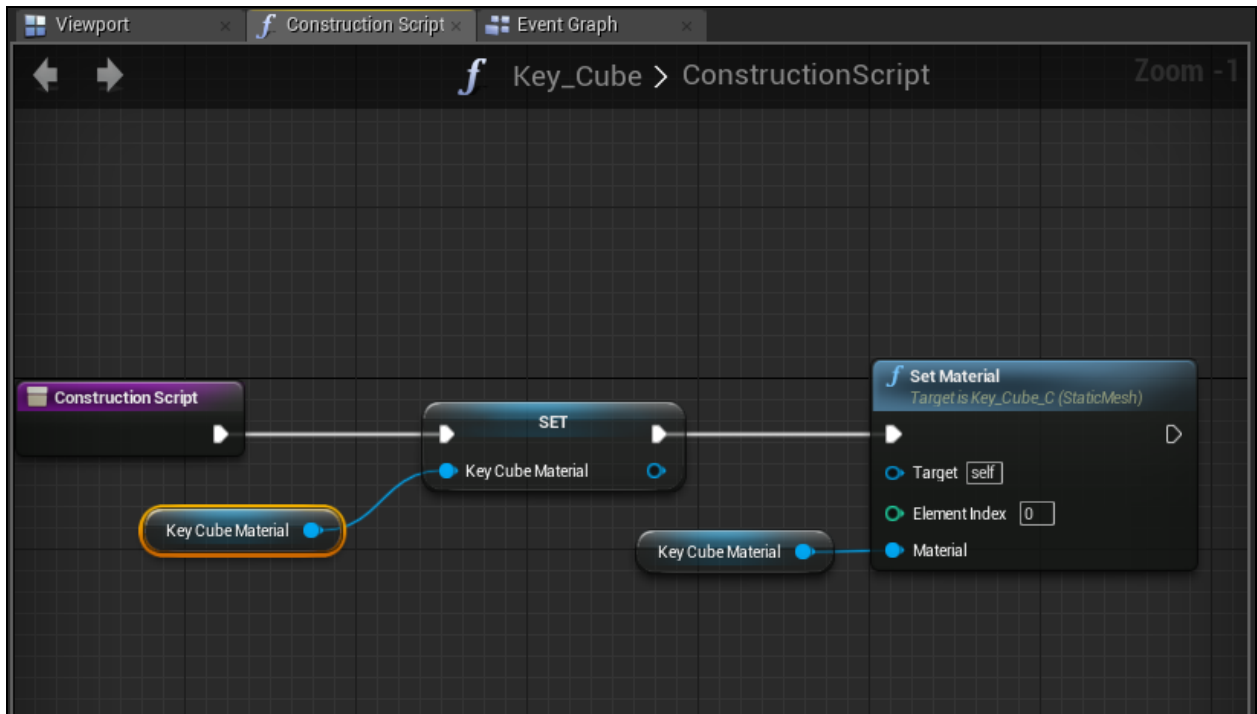 Viewport
Construction Script
Event Graph
Key_Cube > ConstructionScript
Zoom -1
Construction Script
SET
Key Cube Material
Key Cube Material
Set Material
Target is Key_Cube_C (StaticMesh)
Target self
Element Index 0
Material
Key Cube Material